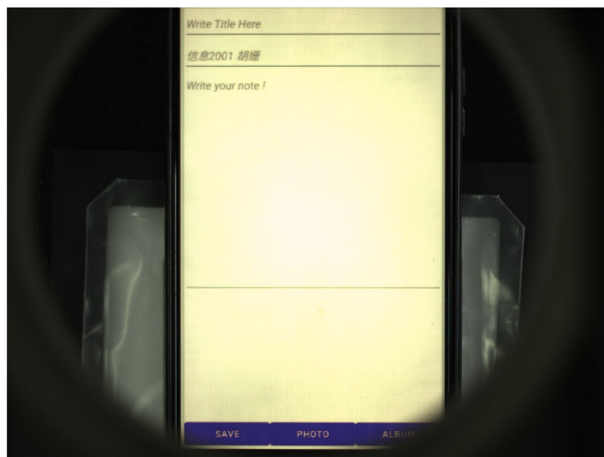 Write Title Here
信息2001 胡姗
Write your note !
SAVE PHOTO ALBUM